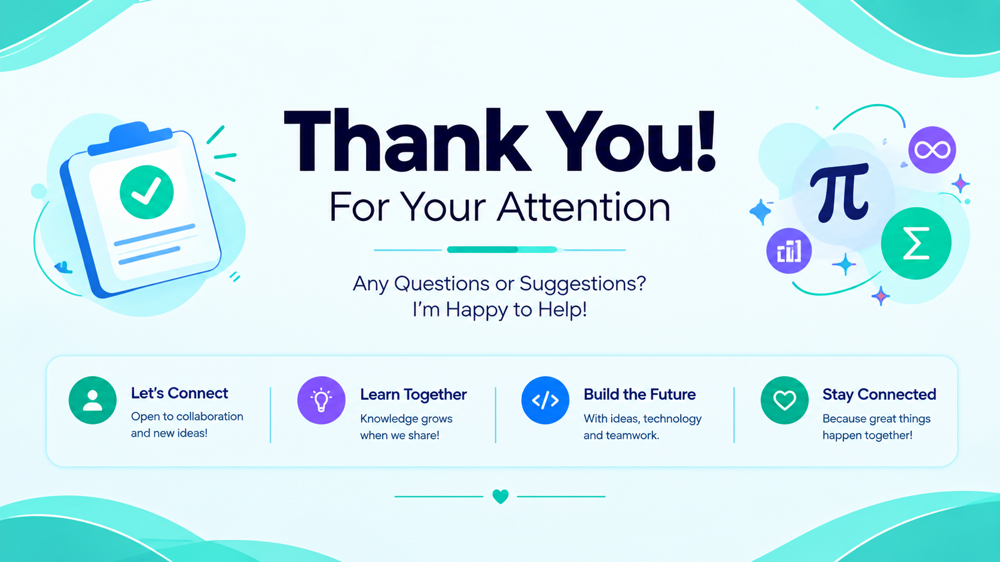 Thank You!
For Your Attention
Any Questions or Suggestions?
I'm Happy to Help!
π
∞
Σ
Let's Connect
Open to collaboration
and new ideas!
Learn Together
Knowledge grows
when we share!
</>
Build the Future
With ideas, technology
and teamwork.
Stay Connected
Because great things
happen together!